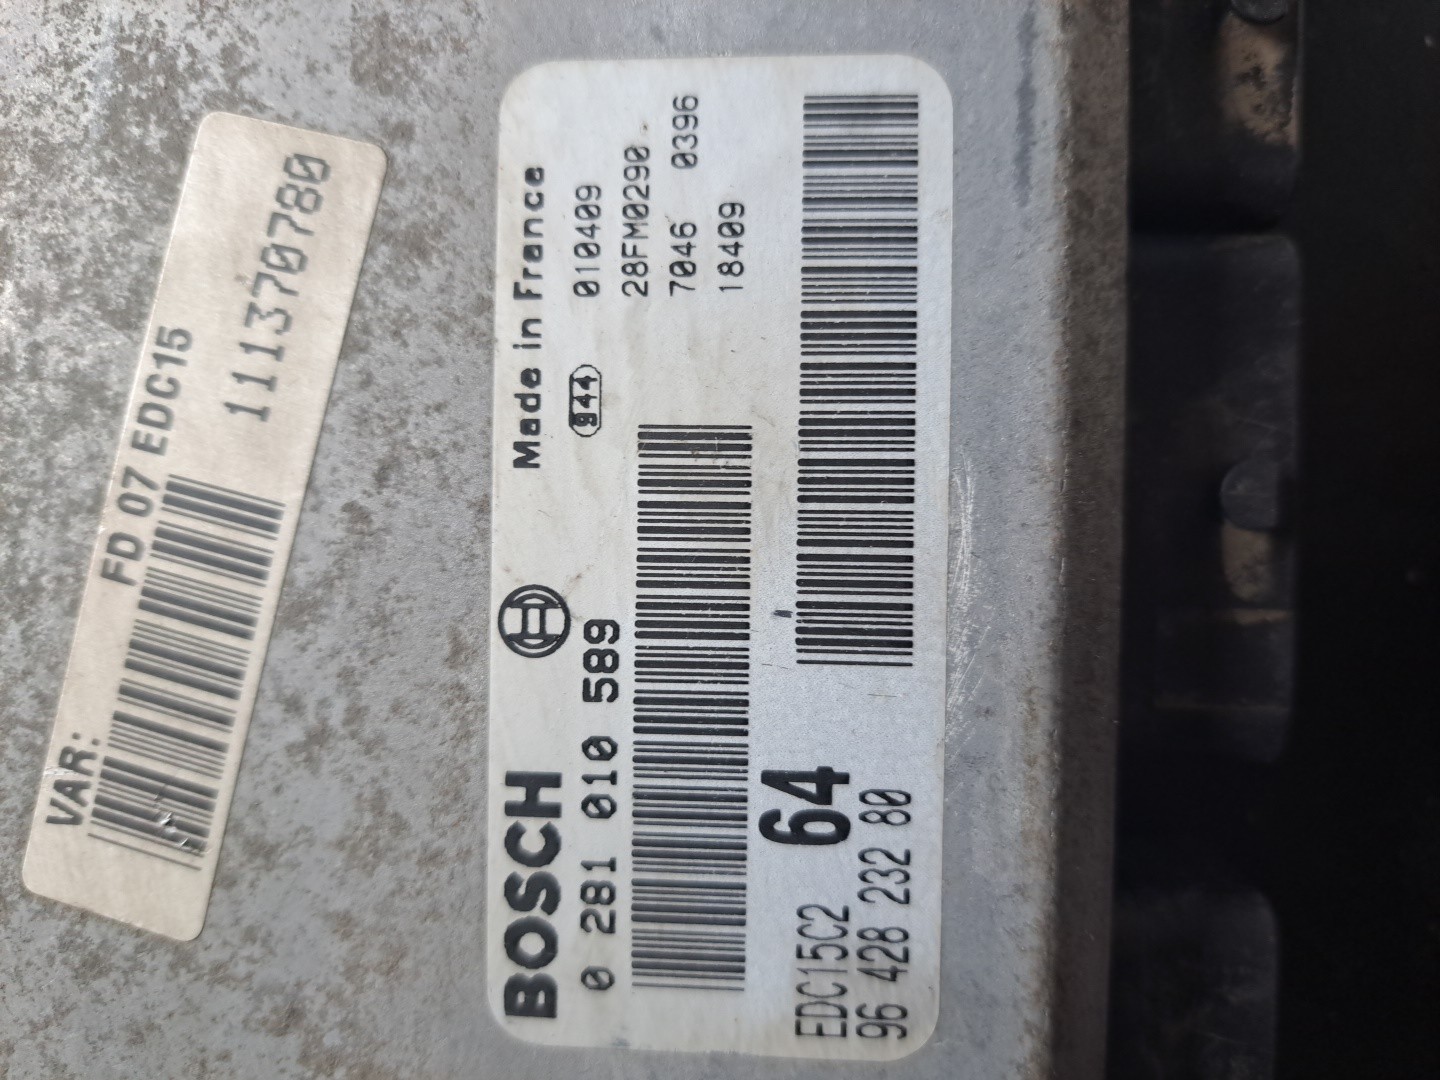 VAR:
FD 07 EDC15
111370780
BOSCH
Made in France
0 281 010 589
944
010409
28FM0290
7046 0396
18409
64
EDC15C2
96 428 232 80